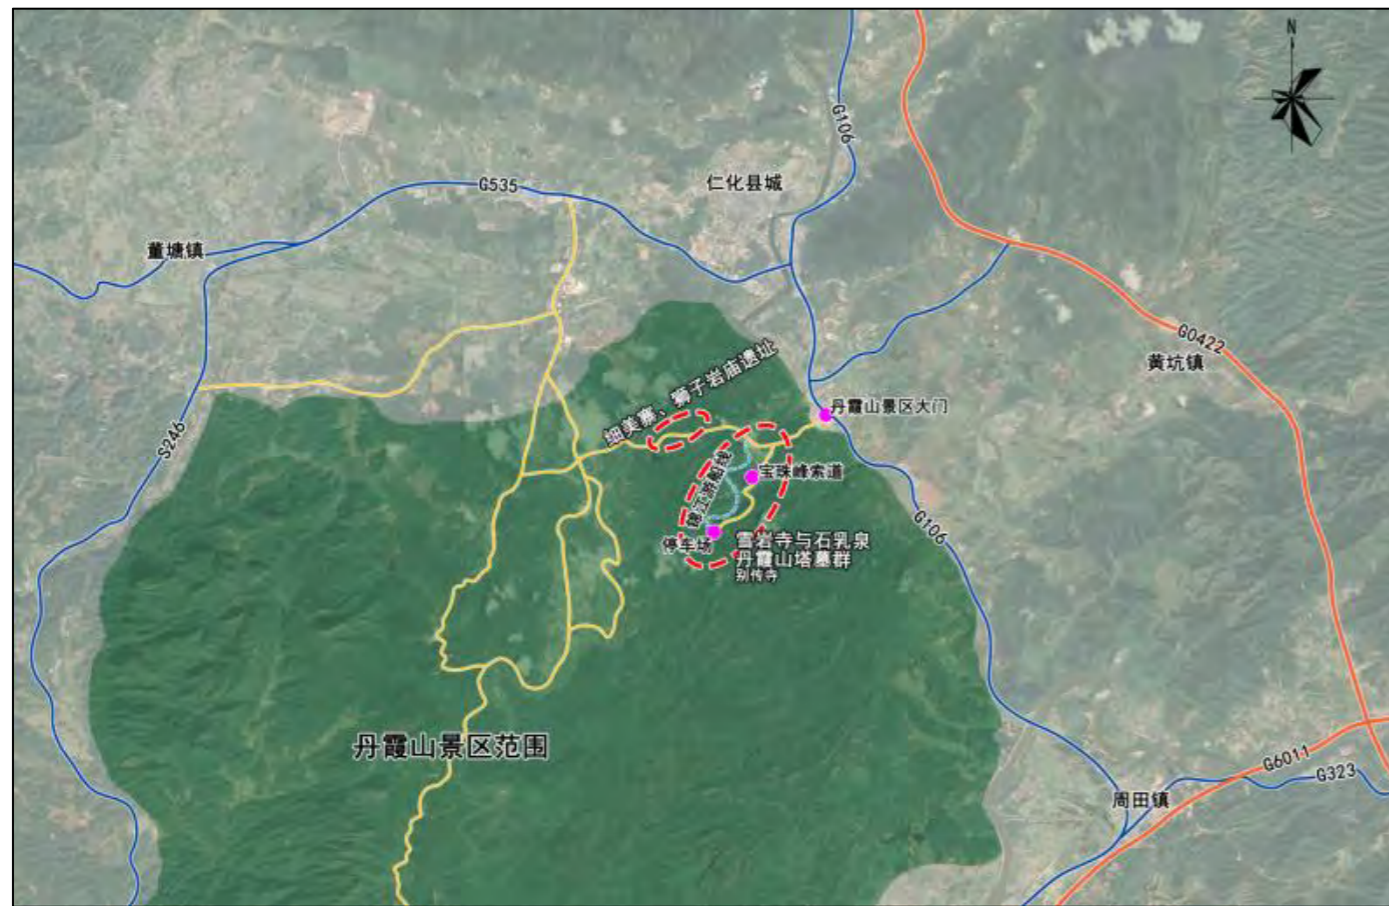 N
G106
G535
仁化县城
董塘镇
G0422
黄坑镇
细美寨、狮子岩庙遗址
丹霞山景区大门
S246
锦江游船线
宝珠峰索道
G106
停车场
雪岩寺与石乳泉
丹霞山塔墓群
别传寺
丹霞山景区范围
G6011
G323
周田镇